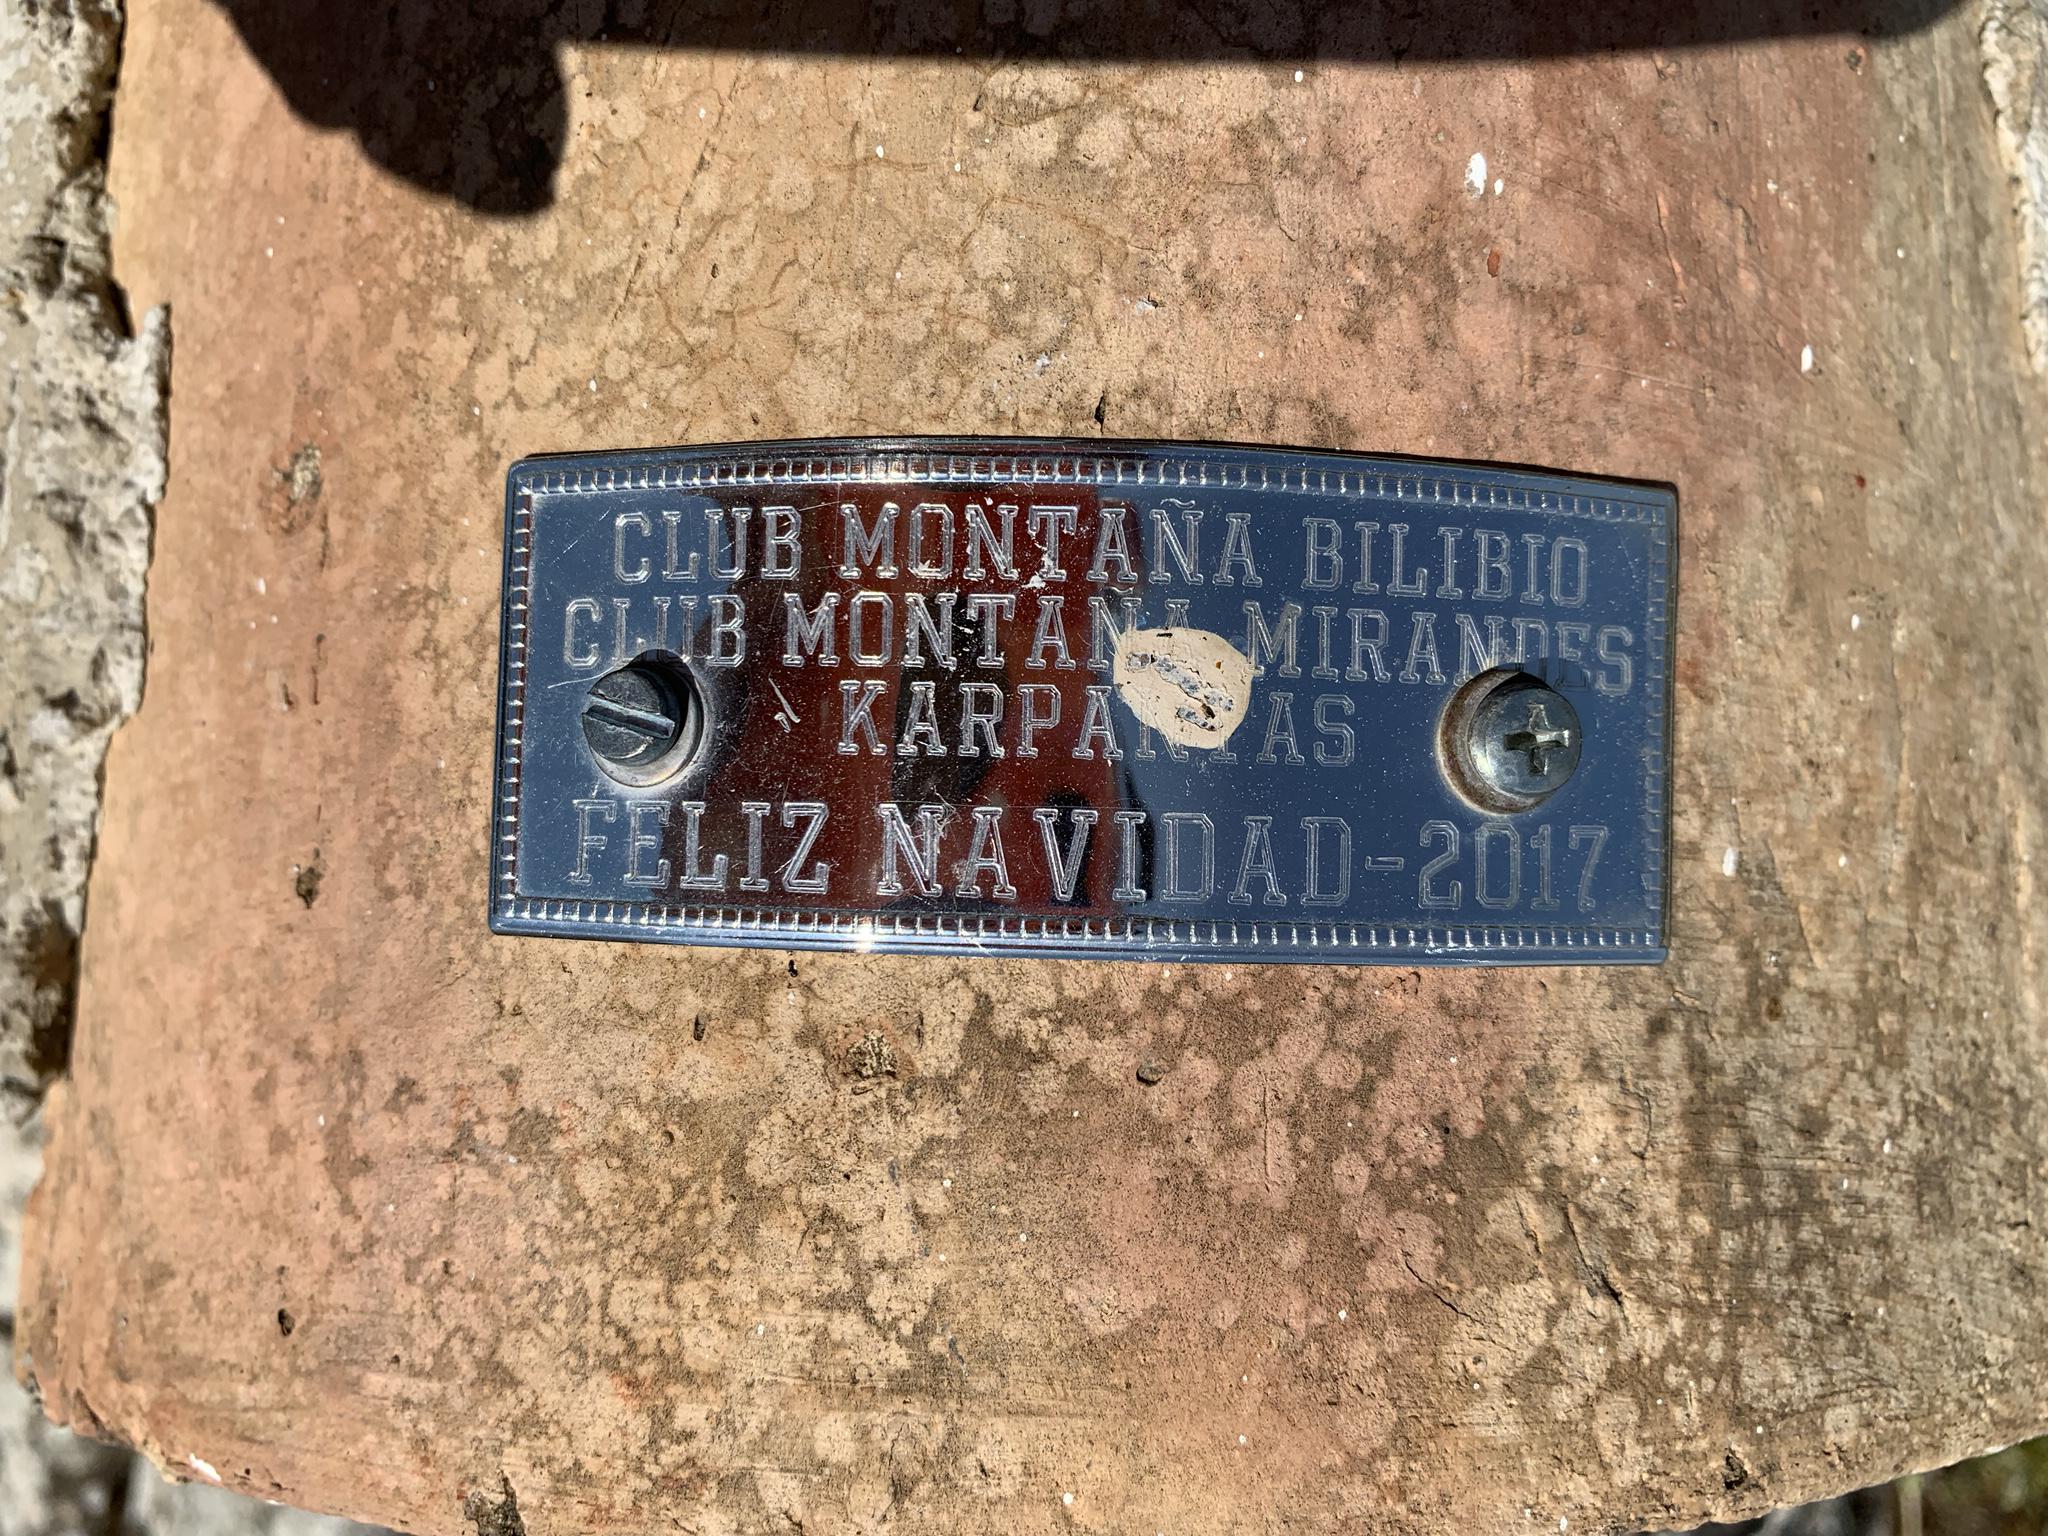 CLUB MONTAÑA BILIBIO
CLUB MONTAÑA MIRANDES
KARPANTAS
FELIZ NAVIDAD-2017